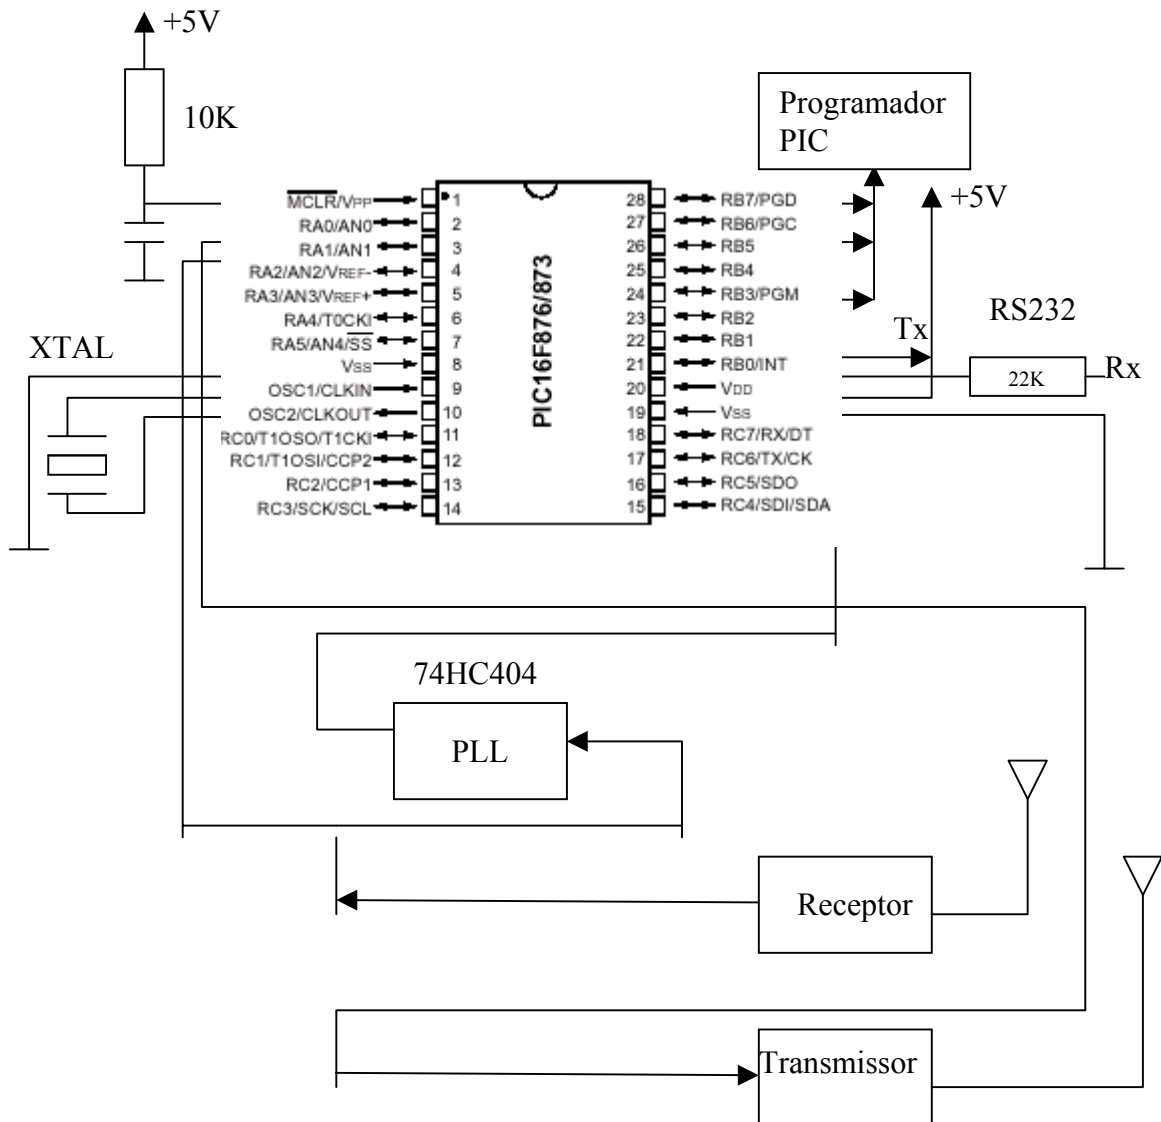 +5V
10K
Programador
PIC
+5V
RS232
Tx
22K
Rx
XTAL
MCLR/VPP
RA0/AN0
RA1/AN1
RA2/AN2/VREF-
RA3/AN3/VREF+
RA4/T0CKI
RA5/AN4/SS
VSS
OSC1/CLKIN
OSC2/CLKOUT
RC0/T1OSO/T1CKI
RC1/T1OSI/CCP2
RC2/CCP1
RC3/SCK/SCL
1
2
3
4
5
6
7
8
9
10
11
12
13
14
PIC16F876/873
28
27
26
25
24
23
22
21
20
19
18
17
16
15
RB7/PGD
RB6/PGC
RB5
RB4
RB3/PGM
RB2
RB1
RB0/INT
VDD
VSS
RC7/RX/DT
RC6/TX/CK
RC5/SDO
RC4/SDI/SDA
74HC404
PLL
Receptor
Transmissor